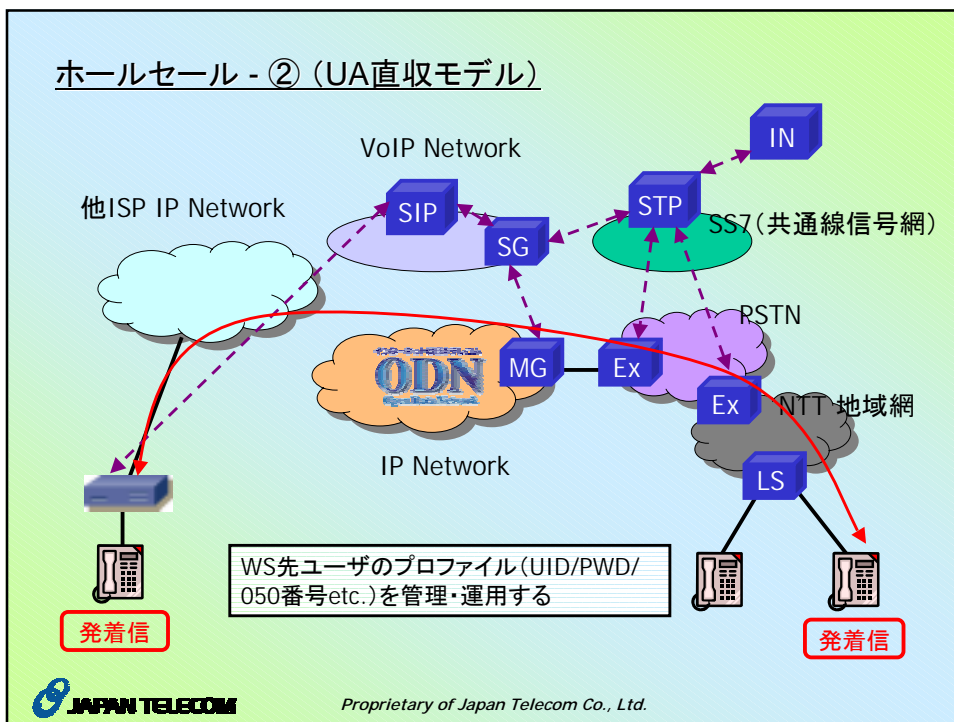 ホールセール - ② (UA直収モデル)
VoIP Network
IN
他ISP IP Network
SIP
STP
SS7(共通線信号網)
SG
PSTN
ODN
MG
Ex
Ex
NTT 地域網
IP Network
LS
WS先ユーザのプロファイル(UID/PWD/
050番号etc.)を管理・運用する
発着信
発着信
JAPAN TELECOM
Proprietary of Japan Telecom Co., Ltd.